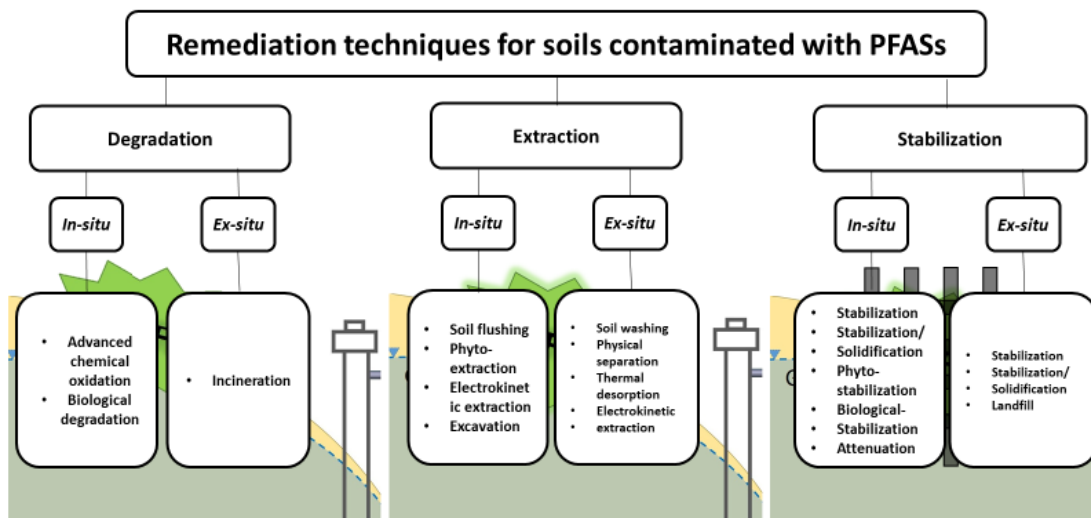 Remediation techniques for soils contaminated with PFASs
Degradation
Extraction
Stabilization
In-situ
Ex-situ
In-situ
Ex-situ
In-situ
Ex-situ
• Advanced
chemical
oxidation
• Biological
degradation
• Incineration
• Soil flushing
• Phyto-
extraction
• Electrokinet
ic extraction
• Excavation
• Soil washing
• Physical
separation
• Thermal
desorption
• Electrokinetic
• extraction
• Stabilization
• Stabilization/
Solidification
• Phyto-
stabilization
• Biological-
• Stabilization
• Attenuation
• Stabilization
• Stabilization/
• Solidification
• Landfill